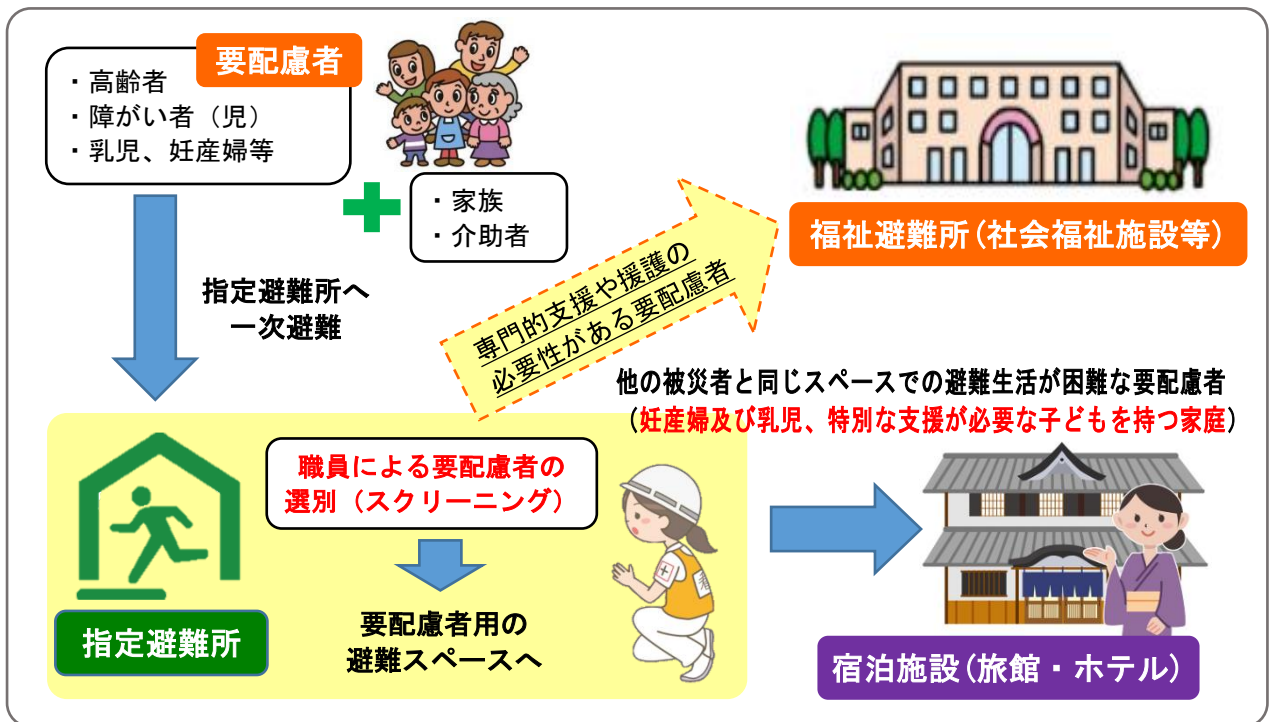 要配慮者
・高齢者
・障がい者（児）
・乳児、妊産婦等
・家族
・介助者
指定避難所へ
一次避難
専門的支援や援護の
必要性がある要配慮者
福祉避難所(社会福祉施設等)
他の被災者と同じスペースでの避難生活が困難な要配慮者
（妊産婦及び乳児、特別な支援が必要な子どもを持つ家庭）
職員による要配慮者の
選別（スクリーニング）
要配慮者用の
避難スペースへ
指定避難所
宿泊施設(旅館・ホテル)